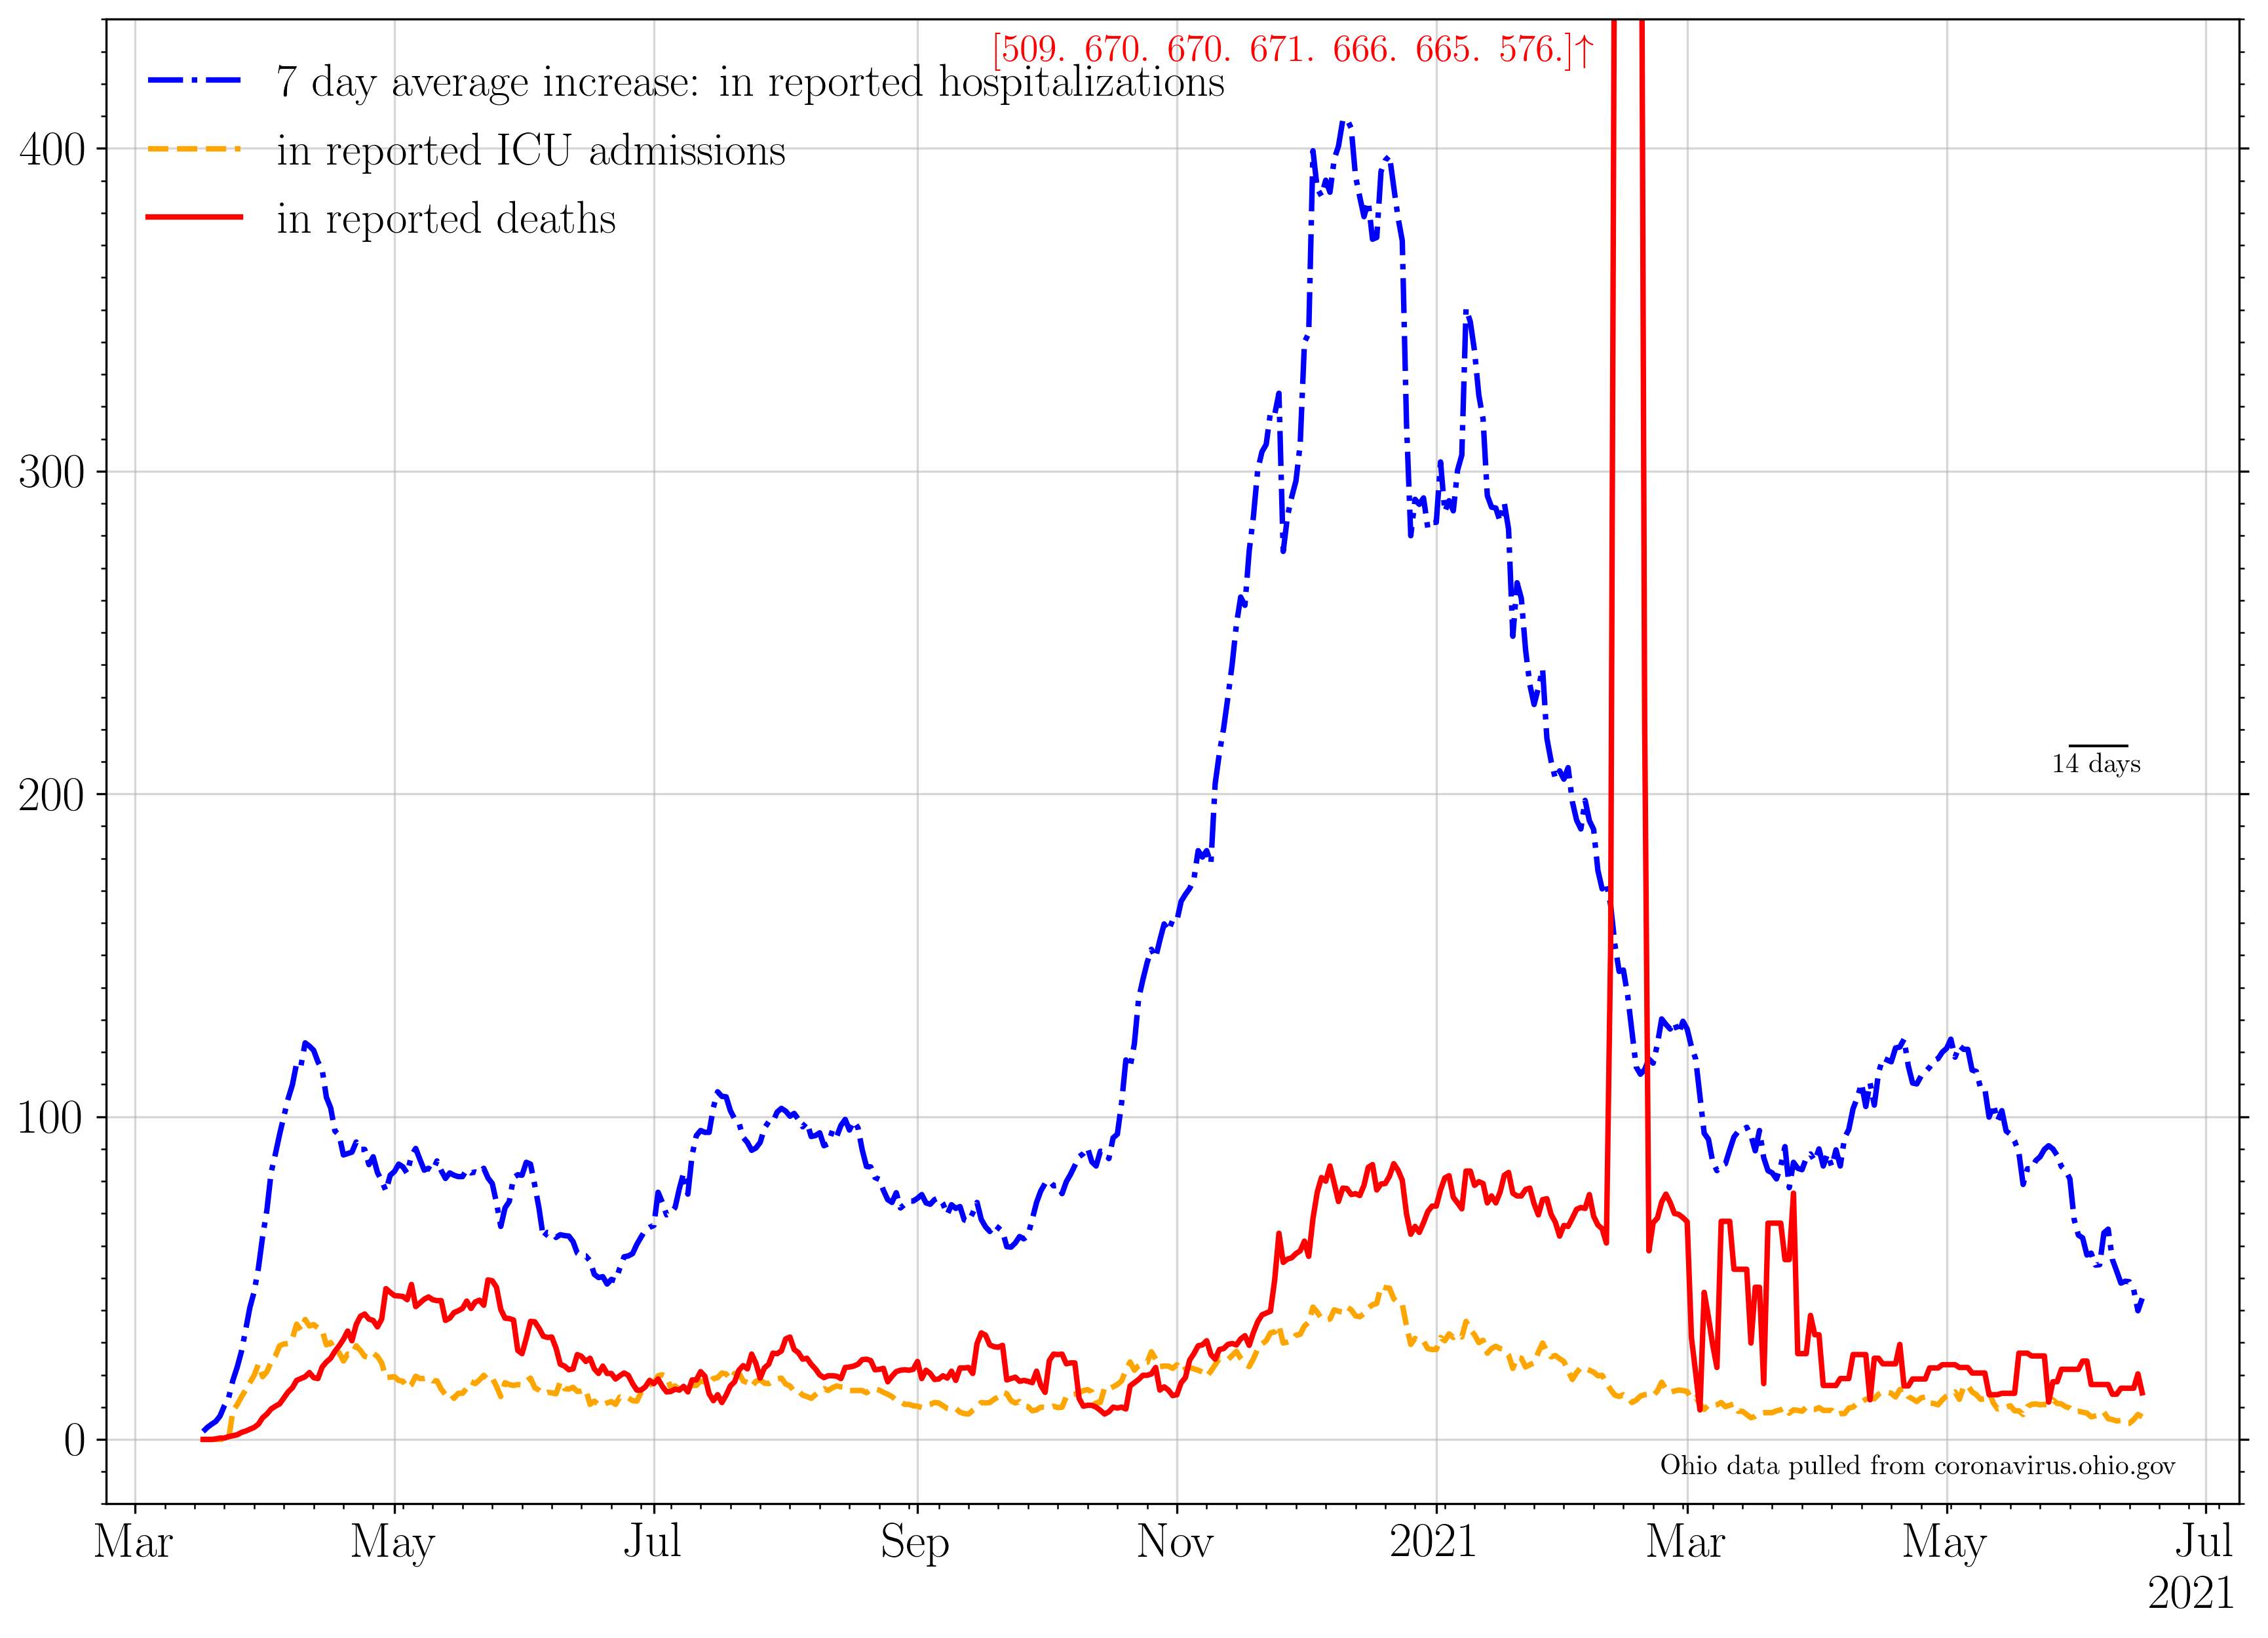 [509. 670. 670. 671. 666. 665. 576.]↑
7 day average increase: in reported hospitalizations
in reported ICU admissions
in reported deaths
400
300
200
100
0
14 days
Ohio data pulled from coronavirus.ohio.gov
Mar May Jul Sep Nov 2021 Mar May Jul
2021